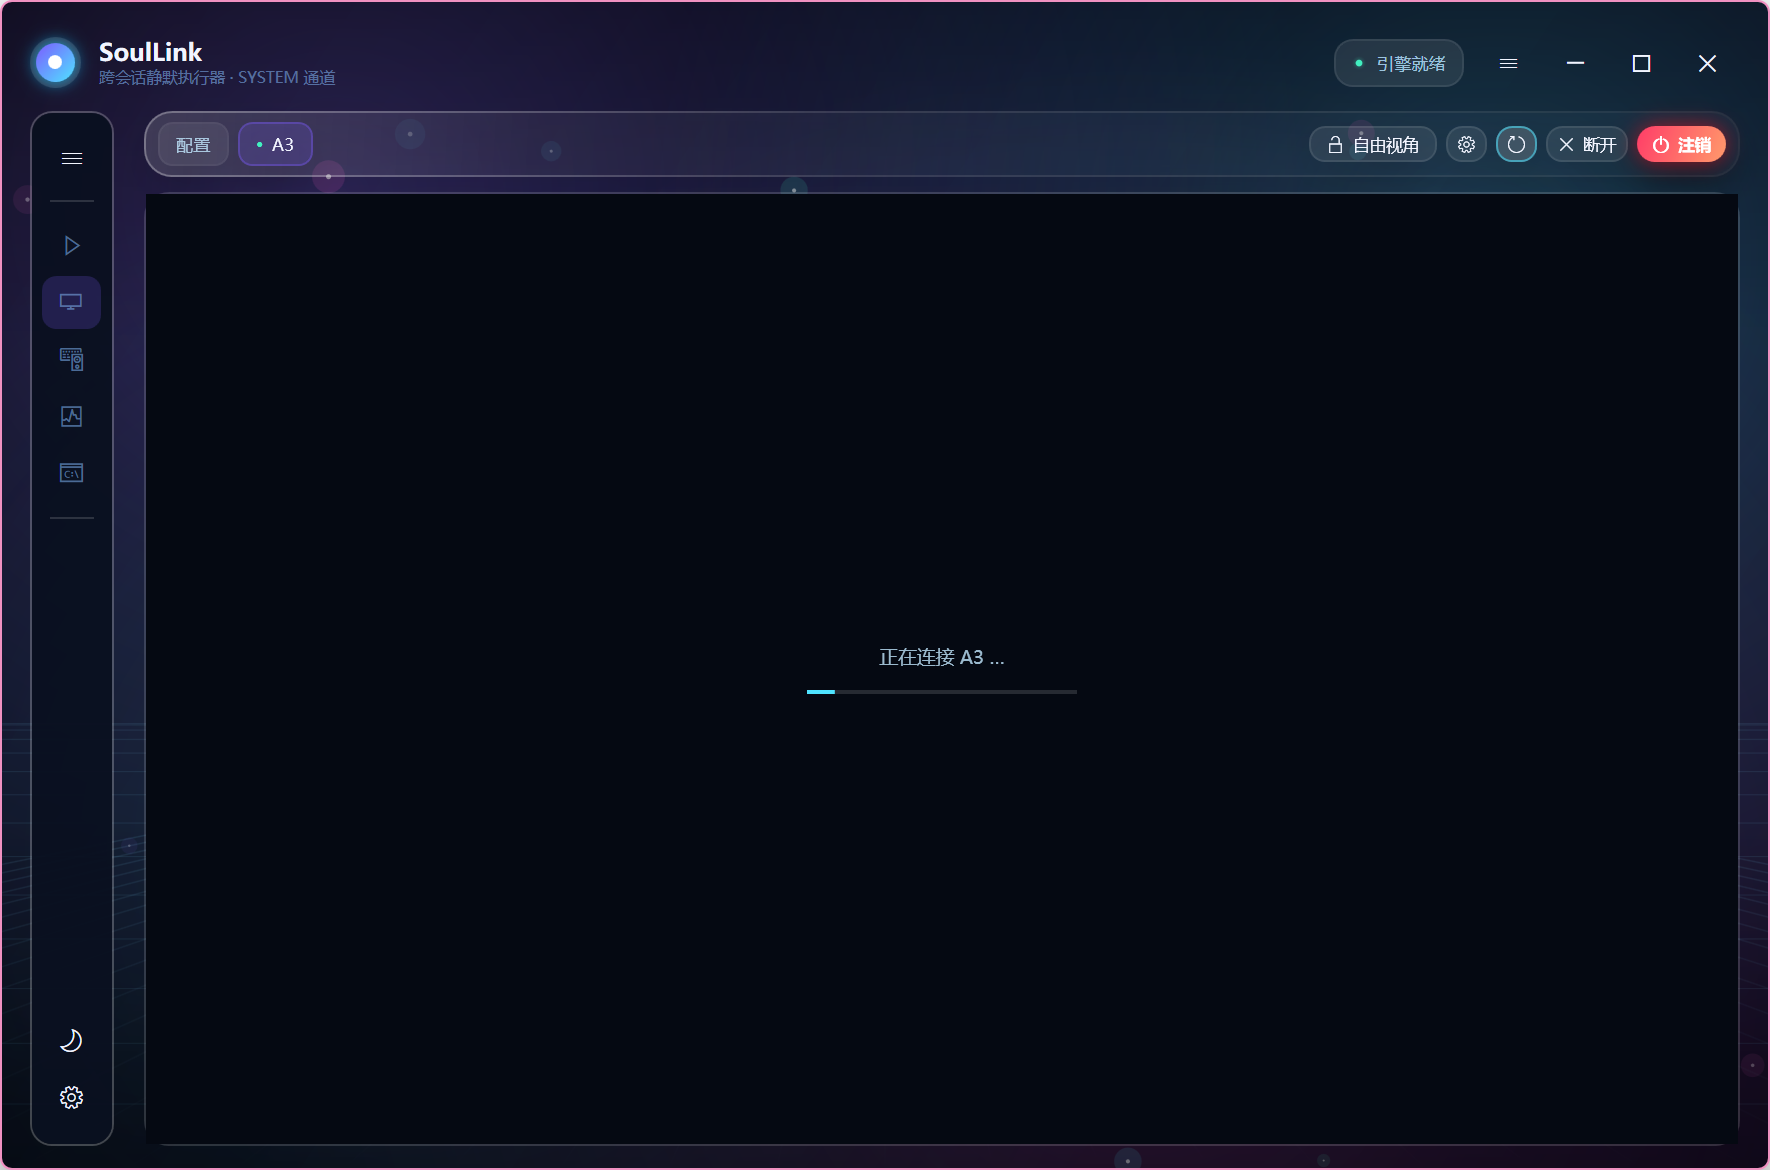 SoulLink
跨会话静默执行器 · SYSTEM 通道
引擎就绪
配置
A3
自由视角
断开
注销
C:\
正在连接 A3 ...